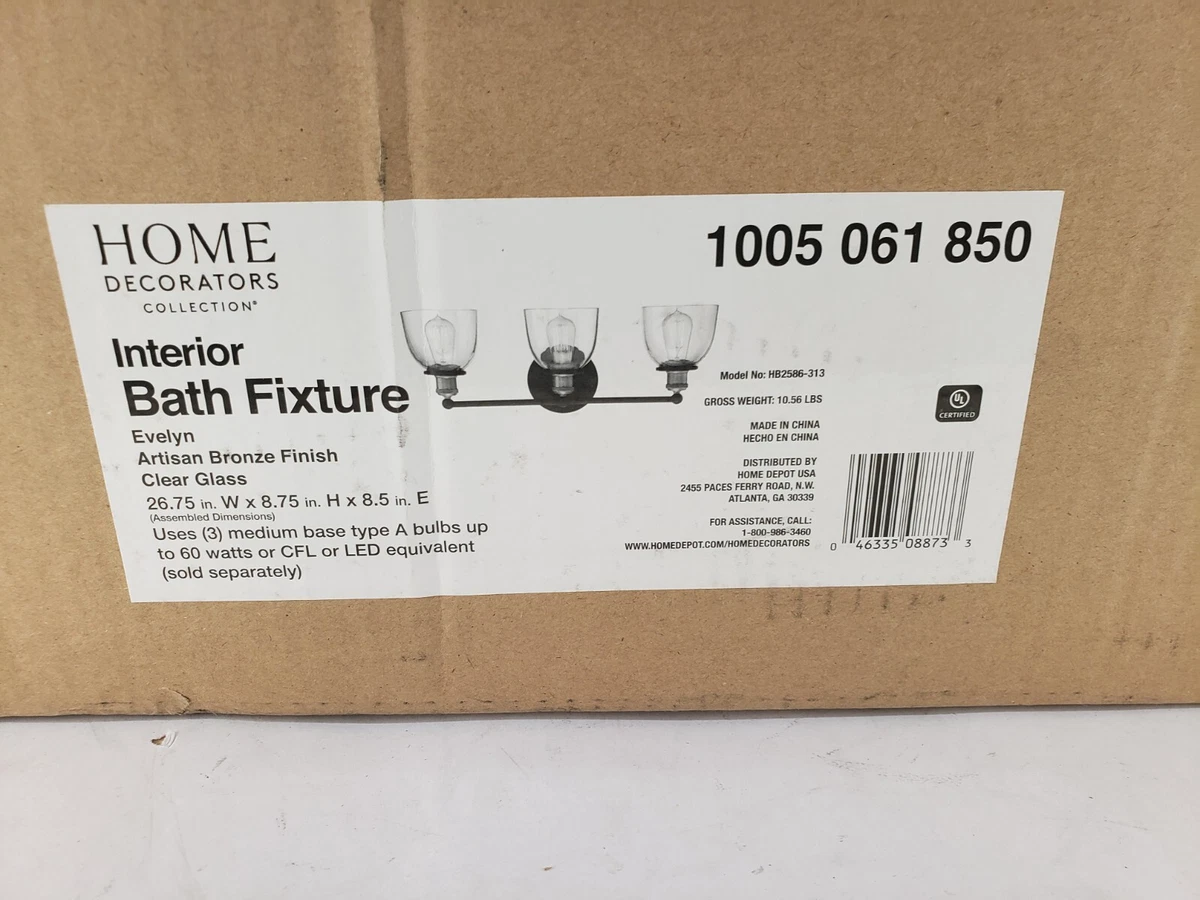 HOME
DECORATORS
COLLECTION®
1005 061 850
Interior
Bath Fixture
Evelyn
Artisan Bronze Finish
Clear Glass
26.75 in. W x 8.75 in. H x 8.5 in. E
(Assembled Dimensions)
Uses (3) medium base type A bulbs up
to 60 watts or CFL or LED equivalent
(sold separately)
Model No: HB2586-313
GROSS WEIGHT: 10.56 LBS
MADE IN CHINA
HECHO EN CHINA
DISTRIBUTED BY
HOME DEPOT USA
2455 PACES FERRY ROAD, N.W.
ATLANTA, GA 30339
FOR ASSISTANCE, CALL:
1-800-986-3460
WWW.HOMEDEPOT.COM/HOMEDECORATORS
UL
CERTIFIED
0 46335 08873 3